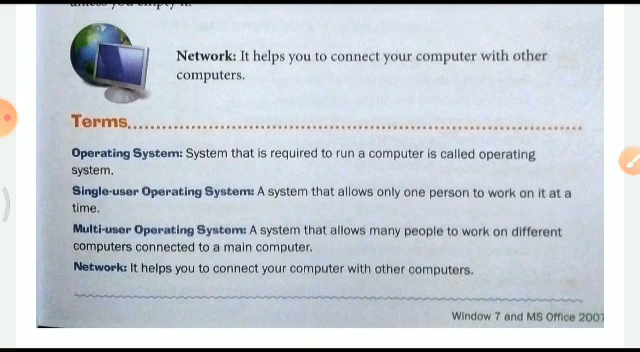 Network: It helps you to connect your computer with other
computers.
Terms
Operating System: System that is required to run a computer is called operating
system.
Single-user Operating System: A system that allows only one person to work on it at a
time.
Multi-user Operating System: A system that allows many people to work on different
computers connected to a main computer.
Network: It helps you to connect your computer with other computers.
Window 7 and MS Office 2007